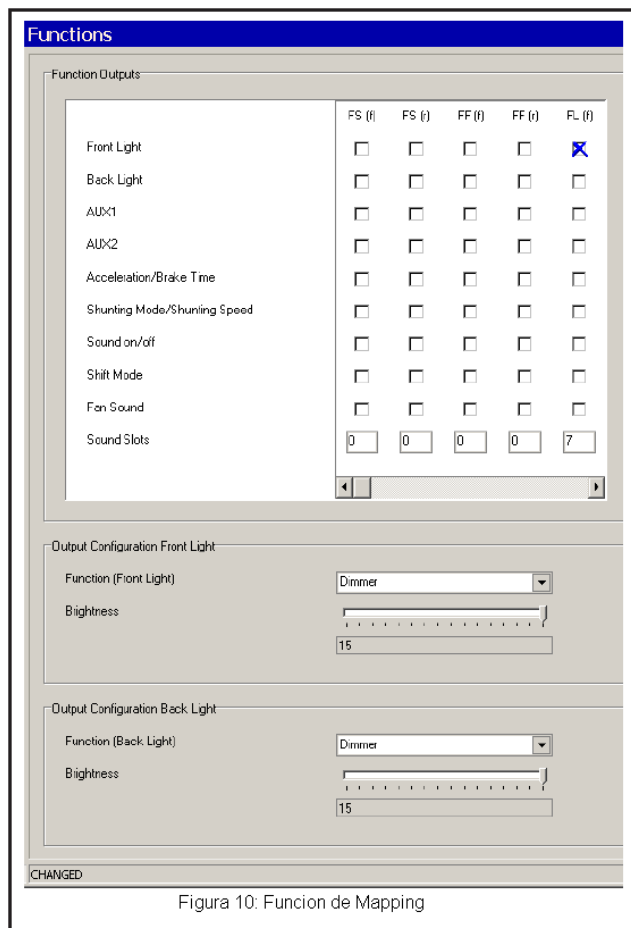 Functions
Function Outputs
FS (f) FS (r) FF (f) FF (r) FL (f)
Front Light
Back Light
AUX1
AUX2
Acceleration/Brake Time
Shunting Mode/Shunting Speed
Sound on/off
Shift Mode
Fan Sound
Sound Slots 0 0 0 0 7
Output Configuration Front Light
Function (Front Light) Dimmer
Brightness
15
Output Configuration Back Light
Function (Back Light) Dimmer
Brightness
15
CHANGED
Figura 10: Funcion de Mapping